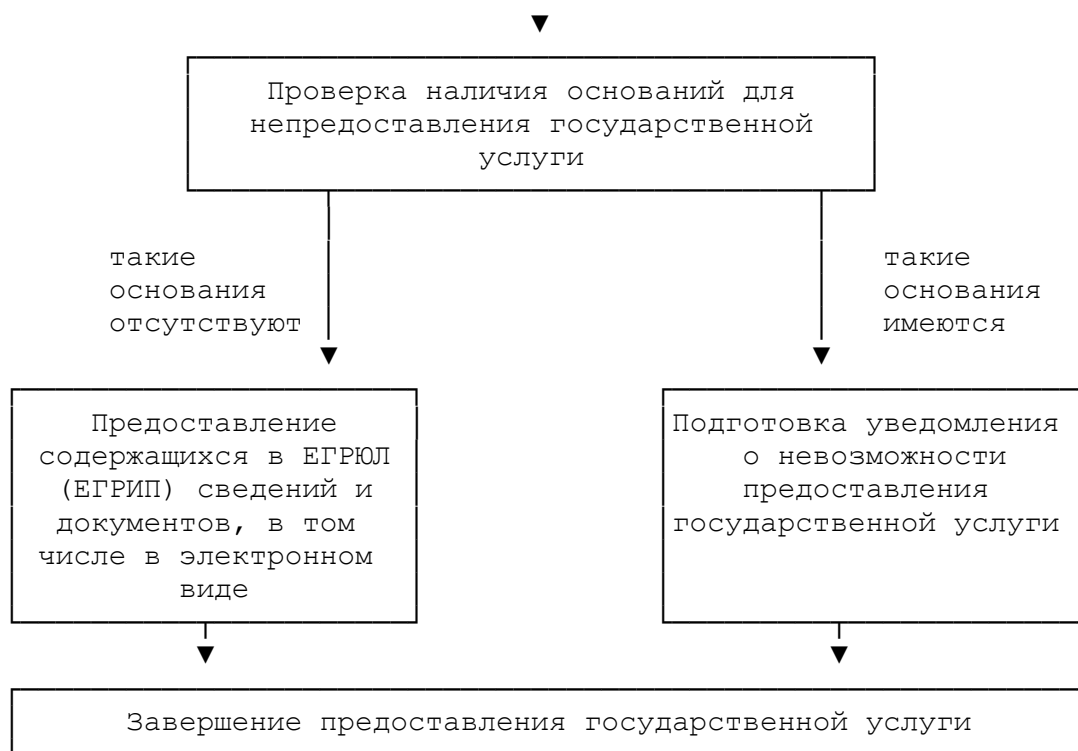 Проверка наличия оснований для
непредоставления государственной
услуги
такие
основания
отсутствуют
такие
основания
имеются
Предоставление
содержащихся в ЕГРЮЛ
(ЕГРИП) сведений и
документов, в том
числе в электронном
виде
Подготовка уведомления
о невозможности
предоставления
государственной услуги
Завершение предоставления государственной услуги